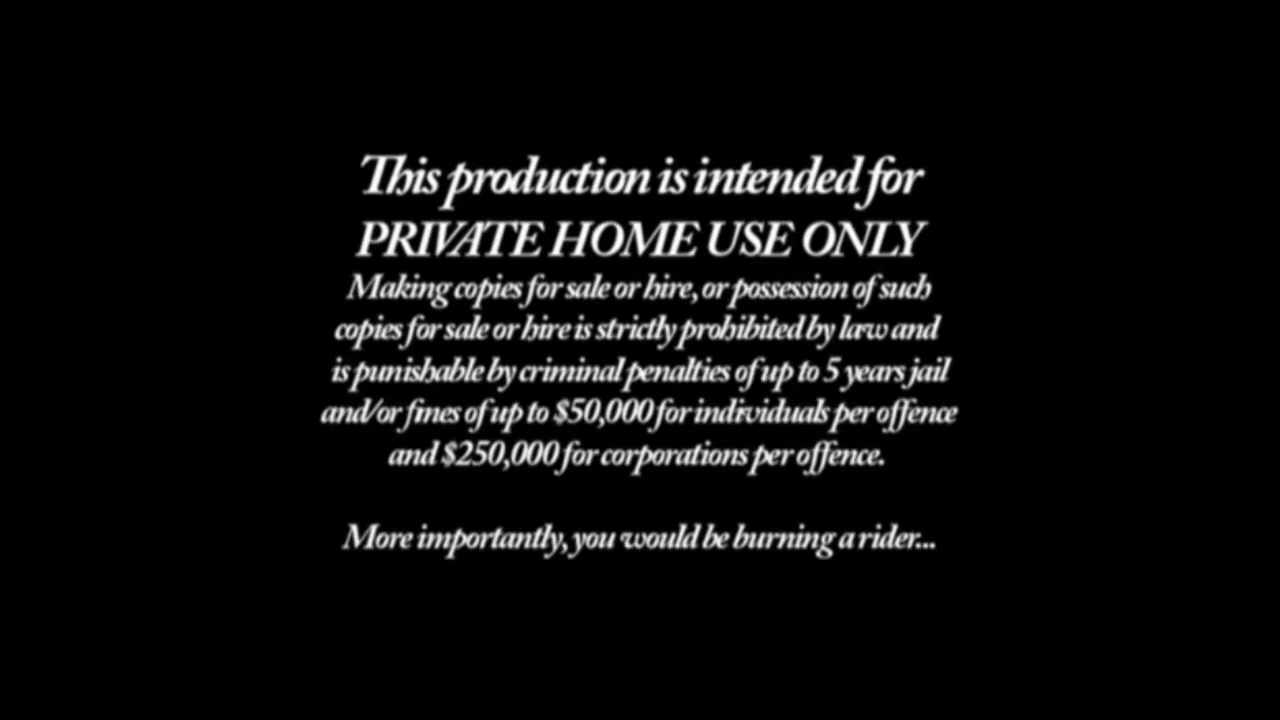 This production is intended for
PRIVATE HOME USE ONLY
Making copies for sale or hire, or possession of such
copies for sale or hire is strictly prohibited by law and
is punishable by criminal penalties of up to 5 years jail
and/or fines of up to $50,000 for individuals per offence
and $250,000 for corporations per offence.
More importantly, you would be burning a rider...